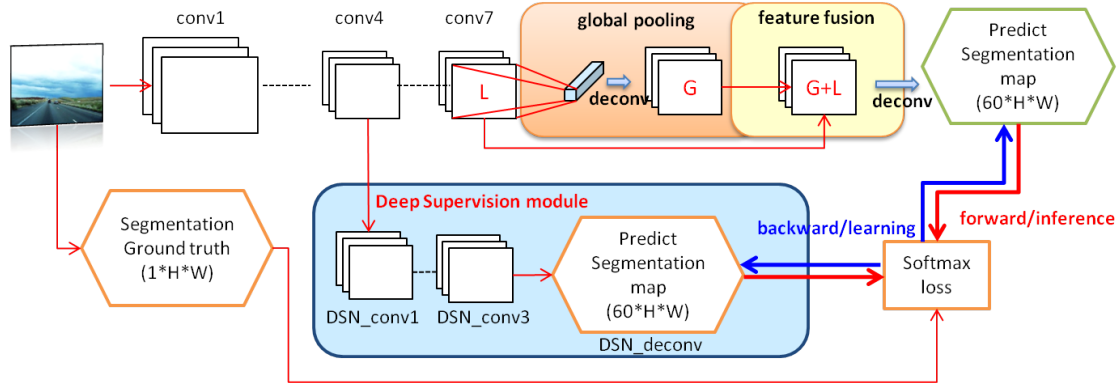 conv1
conv4
conv7
global pooling
feature fusion
L
deconv
G
G+L
deconv
Predict
Segmentation
map
(60*H*W)
Segmentation
Ground truth
(1*H*W)
Deep Supervision module
DSN_conv1
DSN_conv3
Predict
Segmentation
map
(60*H*W)
DSN_deconv
backward/learning
forward/inference
Softmax
loss